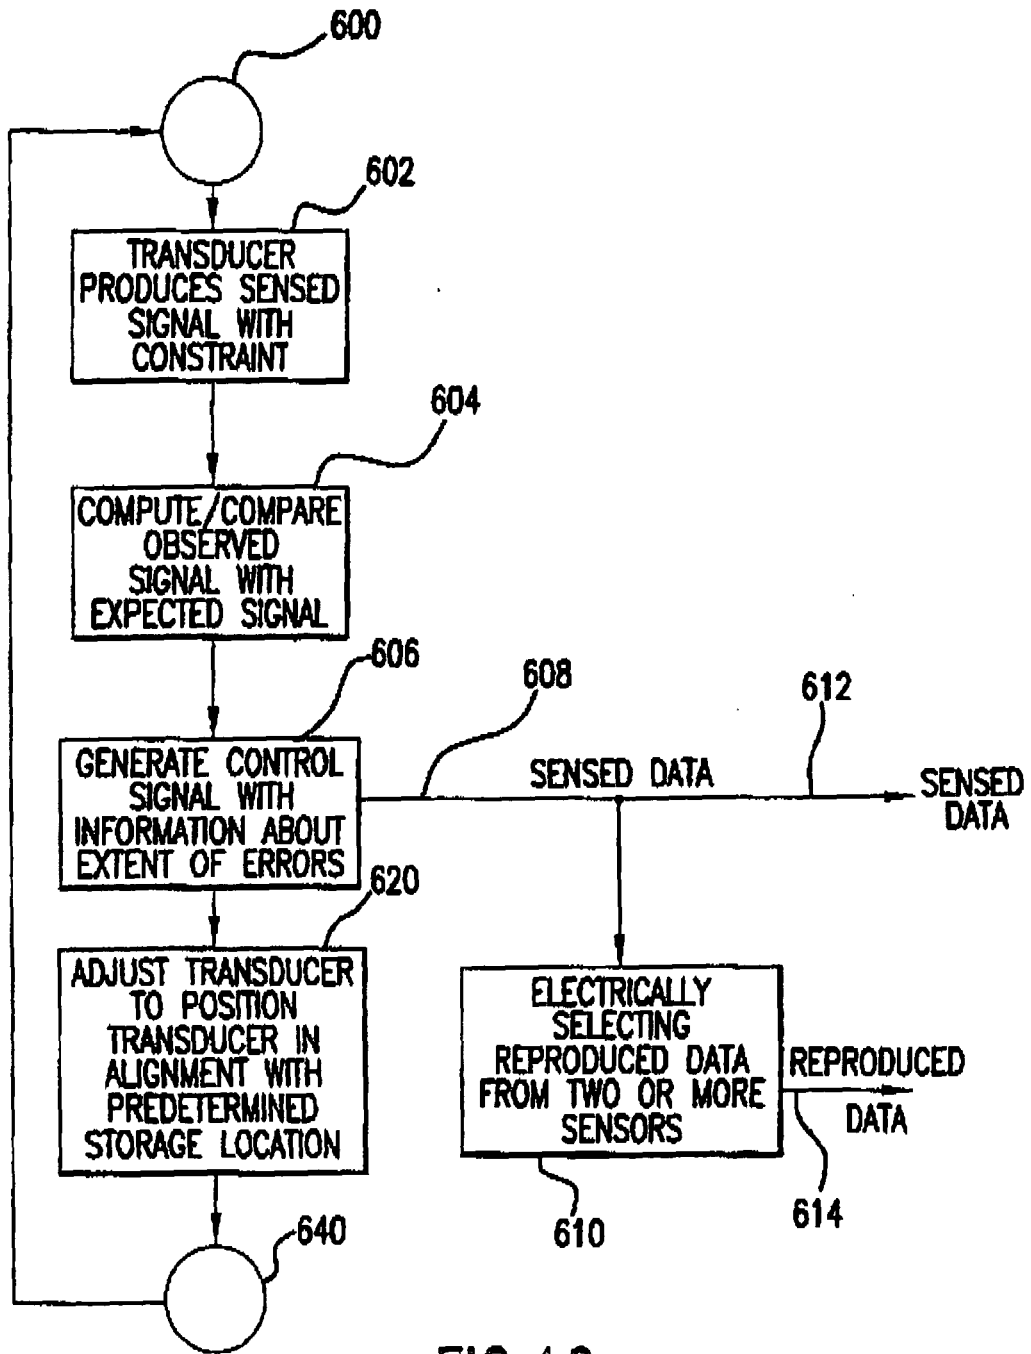 600
602
TRANSDUCER
PRODUCES SENSED
SIGNAL WITH
CONSTRAINT
604
COMPUTE/COMPARE
OBSERVED
SIGNAL WITH
EXPECTED SIGNAL
606
608
612
GENERATE CONTROL
SIGNAL WITH
INFORMATION ABOUT
EXTENT OF ERRORS
SENSED DATA
SENSED
DATA
620
ADJUST TRANSDUCER
TO POSITION
TRANSDUCER IN
ALIGNMENT WITH
PREDETERMINED
STORAGE LOCATION
ELECTRICALLY
SELECTING
REPRODUCED DATA
FROM TWO OR MORE
SENSORS
REPRODUCED
DATA
614
610
640